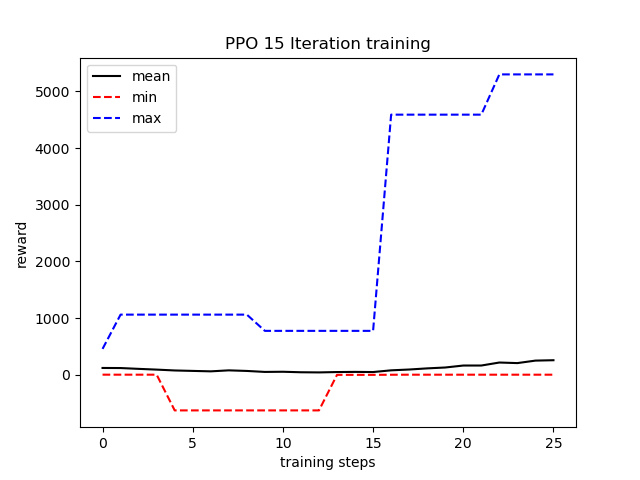 PPO 15 Iteration training
mean
min
max
5000
4000
3000
2000
1000
0
reward
0 5 10 15 20 25
training steps